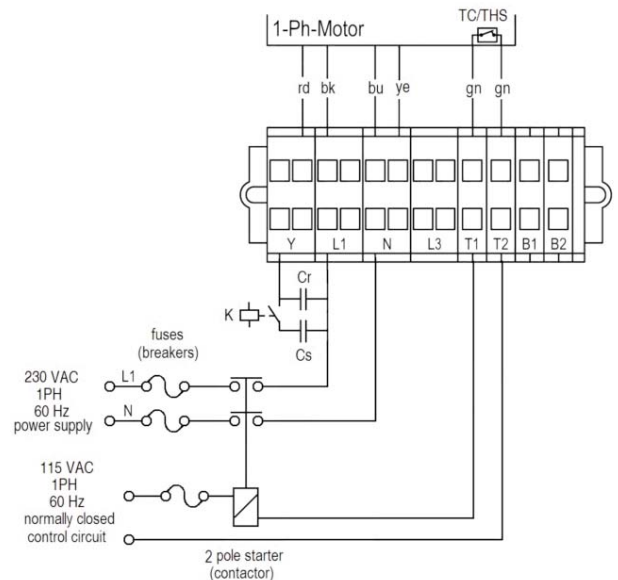 TC/THS
1-Ph-Motor
rd bk bu ye gn gn
Y L1 N L3 T1 T2 B1 B2
Cr
K
Cs
fuses
(breakers)
230 VAC
1PH
60 Hz
power supply
L1
N
115 VAC
1PH
60 Hz
normally closed
control circuit
2 pole starter
(contactor)